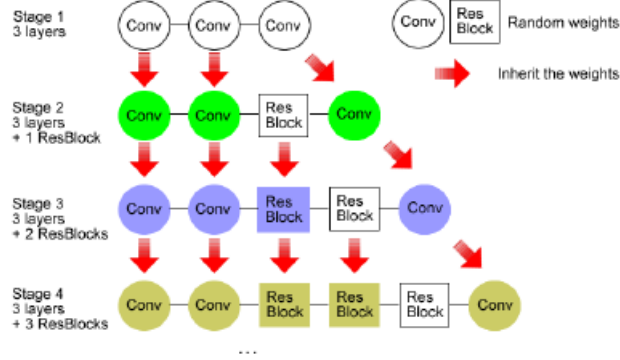 Stage 1
3 layers
Conv Conv Conv
Conv
Res
Block
Random weights
Inherit the weights
Stage 2
3 layers
+ 1 ResBlock
Conv Conv
Res
Block
Conv
Stage 3
3 layers
+ 2 ResBlocks
Conv Conv
Res
Block
Res
Block
Conv
Stage 4
3 layers
+ 3 ResBlocks
Conv Conv
Res
Block
Res
Block
Res
Block
Conv
...